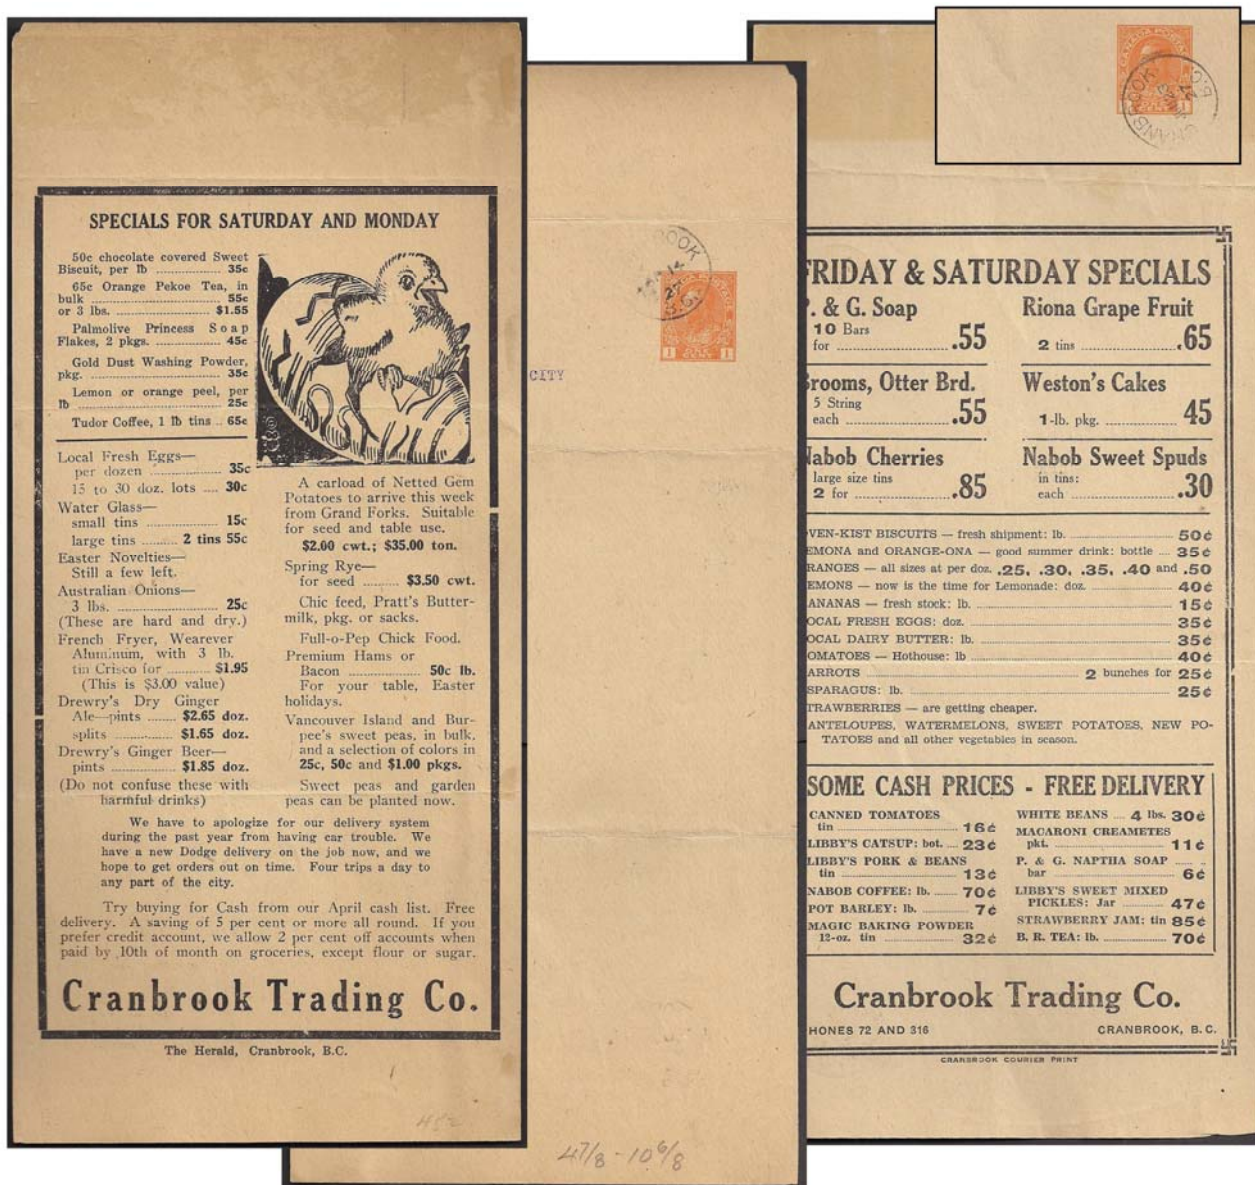 SPECIALS FOR SATURDAY AND MONDAY
50c chocolate covered Sweet
Biscuit, per lb ................ 35c
65c Orange Pekoe Tea, in
bulk ........................ 55c
or 3 lbs. .................... $1.55
Palmolive Princess Soap
Flakes, 2 pkgs. ............ 45c
Gold Dust Washing Powder,
pkg. .......................... 35c
Lemon or orange peel, per
lb .............................. 25c
Tudor Coffee, 1 lb tins .. 65c
Local Fresh Eggs—
per dozen .............. 35c
15 to 30 doz. lots .... 30c
Water Glass—
small tins .............. 15c
large tins ......... 2 tins 55c
Easter Novelties—
Still a few left.
Australian Onions—
3 lbs. .................... 25c
(These are hard and dry.)
French Fryer, Wearever
Aluminum, with 3 lb.
tin Crisco for ......... $1.95
(This is $3.00 value)
Drewry's Dry Ginger
Ale—pints ....... $2.65 doz.
splits ............. $1.65 doz.
Drewry's Ginger Beer—
pints .............. $1.85 doz.
(Do not confuse these with
harmful drinks)
A carload of Netted Gem
Potatoes to arrive this week
from Grand Forks. Suitable
for seed and table use.
$2.00 cwt.; $35.00 ton.
Spring Rye—
for seed ......... $3.50 cwt.
Chic feed, Pratt's Butter-
milk, pkg. or sacks.
Full-o-Pep Chick Food.
Premium Hams or
Bacon ............... 50c lb.
For your table, Easter
holidays.
Vancouver Island and Bur-
pee's sweet peas, in bulk,
and a selection of colors in
25c, 50c and $1.00 pkgs.
Sweet peas and garden
peas can be planted now.
We have to apologize for our delivery system
during the past year from having car trouble. We
have a new Dodge delivery on the job now, and we
hope to get orders out on time. Four trips a day to
any part of the city.
Try buying for Cash from our April cash list. Free
delivery. A saving of 5 per cent or more all round. If you
prefer credit account, we allow 2 per cent off accounts when
paid by 10th of month on groceries, except flour or sugar.
Cranbrook Trading Co.
The Herald, Cranbrook, B.C.
CITY
1 ONE CENT 1
4 7/8 - 10 6/8
CANADA POSTAGE
CRANBROOK
B.C.
FRIDAY & SATURDAY SPECIALS
P. & G. Soap
10 Bars
for ............... .55
Riona Grape Fruit
2 tins ............... .65
Brooms, Otter Brd.
5 String
each ............... .55
Weston's Cakes
1-lb. pkg. ............... 45
Nabob Cherries
large size tins
2 for ............... .85
Nabob Sweet Spuds
in tins:
each ............... .30
VEN-KIST BISCUITS — fresh shipment: lb. ............... 50¢
EMONA and ORANGE-ONA — good summer drink: bottle .... 35¢
RANGES — all sizes at per doz. .25, .30, .35, .40 and .50
EMONS — now is the time for Lemonade: doz. ............... 40¢
ANANAS — fresh stock: lb. ............... 15¢
OCAL FRESH EGGS: doz. ............... 35¢
OCAL DAIRY BUTTER: lb. ............... 35¢
OMATOES — Hothouse: lb ............... 40¢
ARROTS ............... 2 bunches for 25¢
SPARAGUS: lb. ............... 25¢
TRAWBERRIES — are getting cheaper.
ANTELOUPES, WATERMELONS, SWEET POTATOES, NEW PO-
TATOES and all other vegetables in season.
SOME CASH PRICES - FREE DELIVERY
CANNED TOMATOES
tin ............... 16¢
LIBBY'S CATSUP: bot. .... 23¢
LIBBY'S PORK & BEANS
tin ............... 13¢
NABOB COFFEE: lb. ....... 70¢
POT BARLEY: lb. ............... 7¢
MAGIC BAKING POWDER
12-oz. tin ............... 32¢
WHITE BEANS .... 4 lbs. 30¢
MACARONI CREAMETES
pkt. ............... 11¢
P. & G. NAPTHA SOAP ..... ..
bar ............... 6¢
LIBBY'S SWEET MIXED
PICKLES: Jar ......... 47¢
STRAWBERRY JAM: tin 85¢
B. R. TEA: lb. ............... 70¢
Cranbrook Trading Co.
HONES 72 AND 316
CRANBROOK, B.C.
CRANBROOK COURIER PRINT